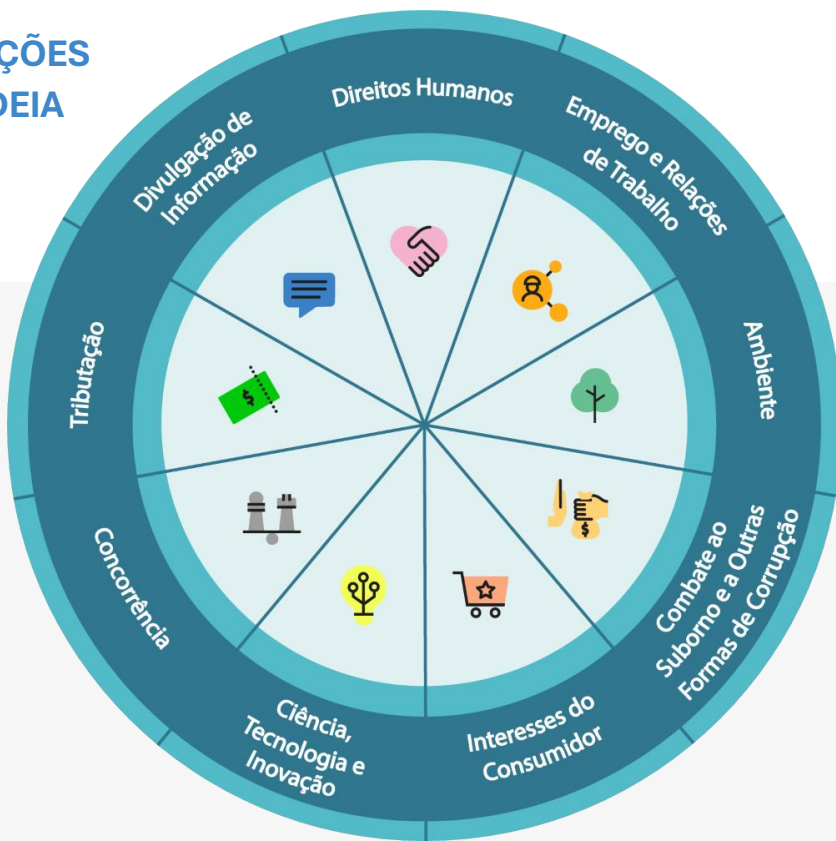 ÇÕES
DEIA
Direitos Humanos
Emprego e Relações
de Trabalho
Ambiente
Combate ao
Suborno e a Outras
Formas de Corrupção
Interesses do
Consumidor
Ciência,
Tecnologia e
Inovação
Concorrência
Tributação
Divulgação de
Informação
$
$